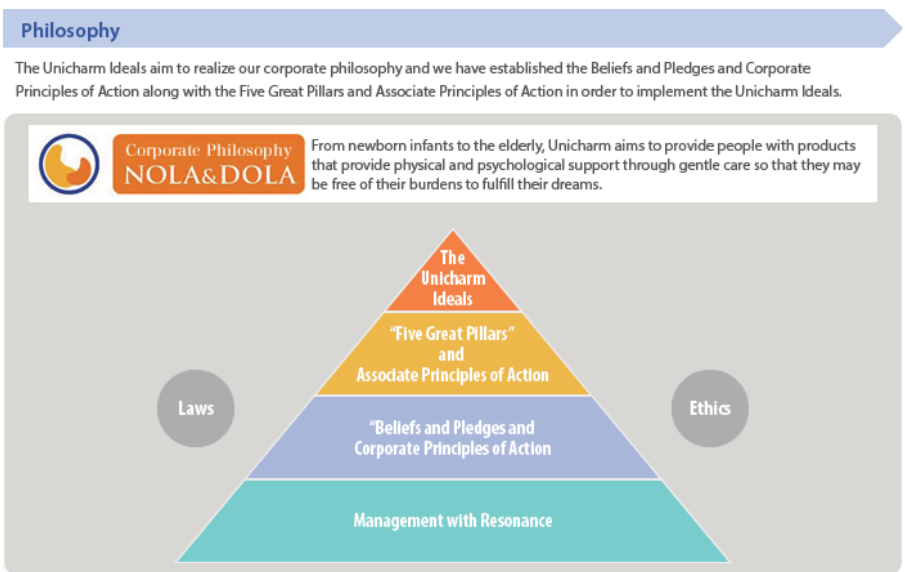 Philosophy
The Unicharm Ideals aim to realize our corporate philosophy and we have established the Beliefs and Pledges and Corporate
Principles of Action along with the Five Great Pillars and Associate Principles of Action in order to implement the Unicharm Ideals.
Corporate Philosophy
NOLA&DOLA
From newborn infants to the elderly, Unicharm aims to provide people with products
that provide physical and psychological support through gentle care so that they may
be free of their burdens to fulfill their dreams.
The
Unicharm
Ideals
“Five Great Pillars”
and
Associate Principles of Action
Laws
Ethics
“Beliefs and Pledges and
Corporate Principles of Action
Management with Resonance